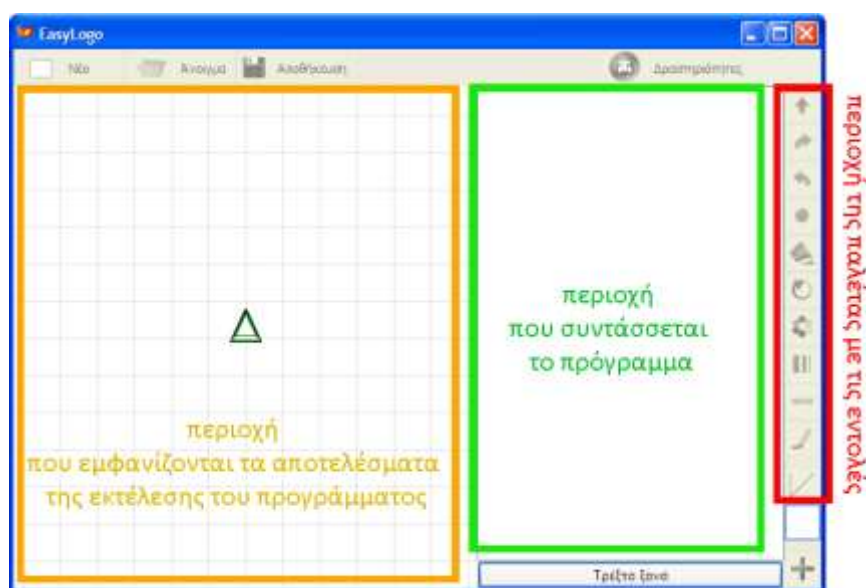 EasyLogo
Νέο Άνοιγμα Αποθήκευση Δραστηριότητες
περιοχή
που εμφανίζονται τα αποτελέσματα
της εκτέλεσης του προγράμματος
περιοχή
που συντάσσεται
το πρόγραμμα
περιοχή της παλέτας με τις εντολές
Τρέξτο ξανά